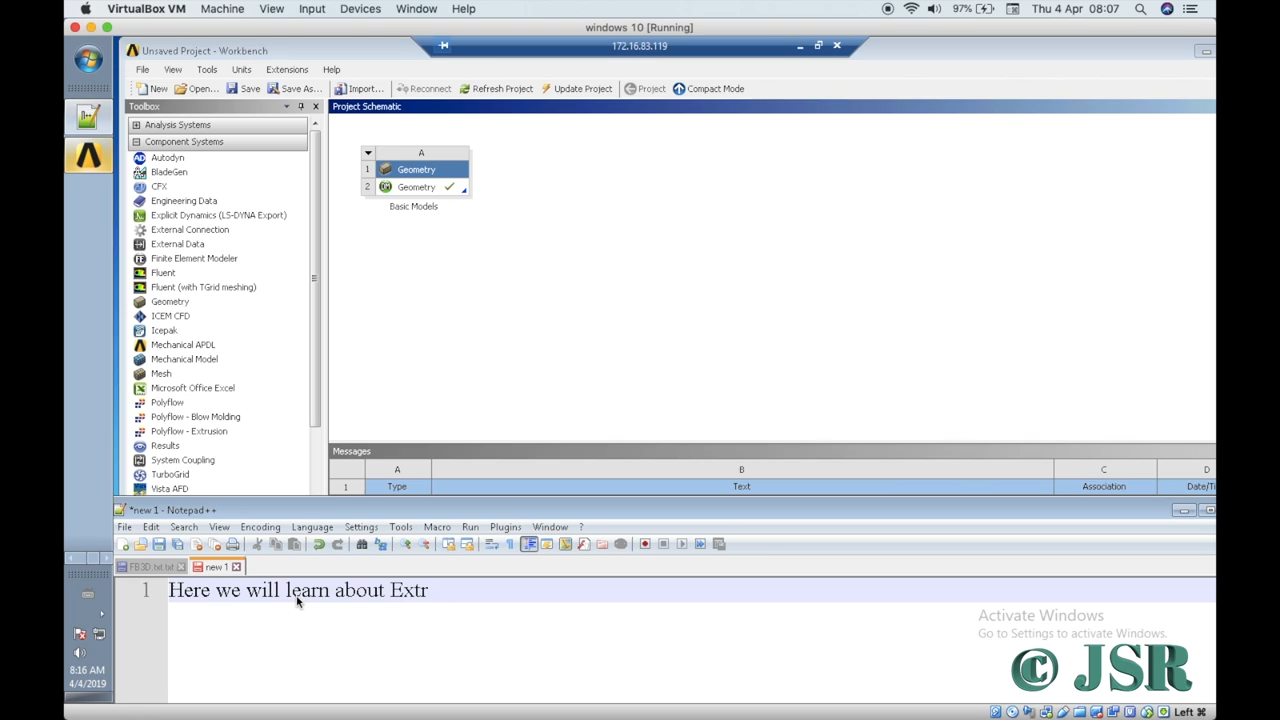 VirtualBox VM Machine View Input Devices Window Help 97% Thu 4 Apr 08:07
windows 10 [Running]
Unsaved Project - Workbench
172.16.83.119
File View Tools Units Extensions Help
New Open... Save Save As... Import... Reconnect Refresh Project Update Project Project Compact Mode
Toolbox
Project Schematic
Analysis Systems
Component Systems
Autodyn
BladeGen
CFX
Engineering Data
Explicit Dynamics (LS-DYNA Export)
External Connection
External Data
Finite Element Modeler
Fluent
Fluent (with TGrid meshing)
Geometry
ICEM CFD
Icepak
Mechanical APDL
Mechanical Model
Mesh
Microsoft Office Excel
Polyflow
Polyflow - Blow Molding
Polyflow - Extrusion
Results
System Coupling
TurboGrid
Vista AFD
A
1 Geometry
2 Geometry
Basic Models
Messages
A B C D
1 Type Text Association Date/Ti
*new 1 - Notepad++
File Edit Search View Encoding Language Settings Tools Macro Run Plugins Window ?
FB3D.txt.txt new 1
1 Here we will learn about Extr
Activate Windows
Go to Settings to activate Windows.
© JSR
8:16 AM
4/4/2019
Left ⌘